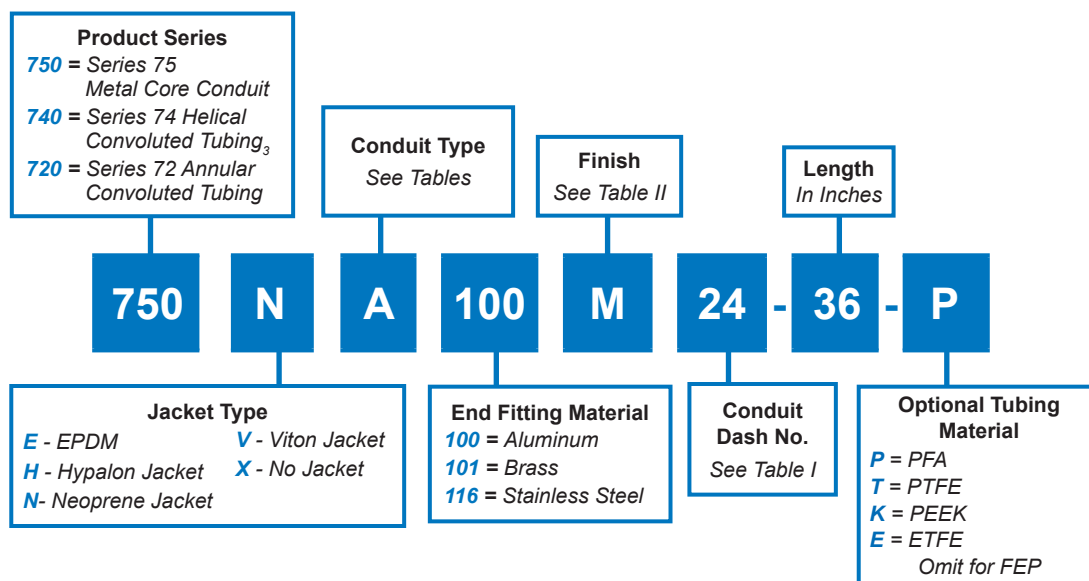 Product Series
750 = Series 75
Metal Core Conduit
740 = Series 74 Helical
Convoluted Tubing3
720 = Series 72 Annular
Convoluted Tubing
Conduit Type
See Tables
Finish
See Table II
Length
In Inches
750 N A 100 M 24 - 36 - P
Jacket Type
E - EPDM
H - Hypalon Jacket
N- Neoprene Jacket
V - Viton Jacket
X - No Jacket
End Fitting Material
100 = Aluminum
101 = Brass
116 = Stainless Steel
Conduit
Dash No.
See Table I
Optional Tubing
Material
P = PFA
T = PTFE
K = PEEK
E = ETFE
Omit for FEP